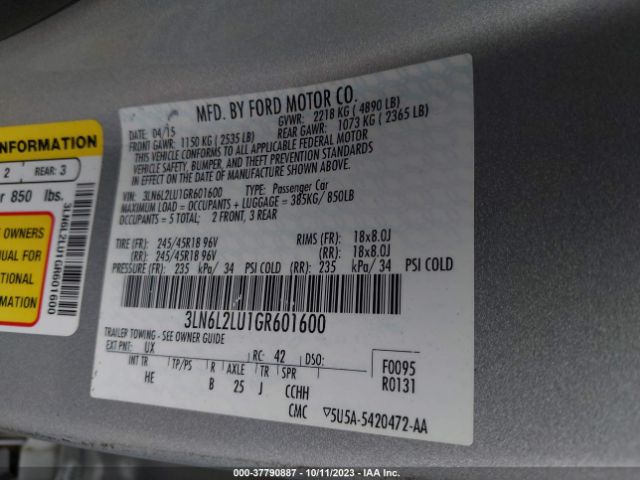 INFORMATION
2 REAR: 3
r 850 lbs.
OWNERS
NUAL FOR
TIONAL
RMATION
3LN6L2LU1GR601600
MFD. BY FORD MOTOR CO.
DATE: 04/15 GVWR: 2218 KG ( 4890 LB)
FRONT GAWR: 1150 KG ( 2535 LB) REAR GAWR: 1073 KG ( 2365 LB)
THIS VEHICLE CONFORMS TO ALL APPLICABLE FEDERAL MOTOR
VEHICLE SAFETY, BUMPER, AND THEFT PREVENTION STANDARDS
IN EFFECT ON THE DATE OF MANUFACTURE SHOWN ABOVE.
VIN: 3LN6L2LU1GR601600 TYPE: Passenger Car
MAXIMUM LOAD = OCCUPANTS + LUGGAGE = 385KG/ 850LB
OCCUPANTS = 5 TOTAL; 2 FRONT, 3 REAR
TIRE (FR): 245/45R18 96V RIMS (FR): 18x8.0J
(RR): 245/45R18 96V (RR): 18x8.0J
PRESSURE (FR): 235 kPa/ 34 PSI COLD (RR): 235 kPa/ 34 PSI COLD
3LN6L2LU1GR601600
TRAILER TOWING - SEE OWNER GUIDE
EXT PNT: UX RC: 42 DSO: F0095
INT TR TP/PS R AXLE TR SPR R0131
HE B 25 J CCHH
CMC ▽5U5A-5420472-AA
000-37790887 - 10/11/2023 - IAA Inc.